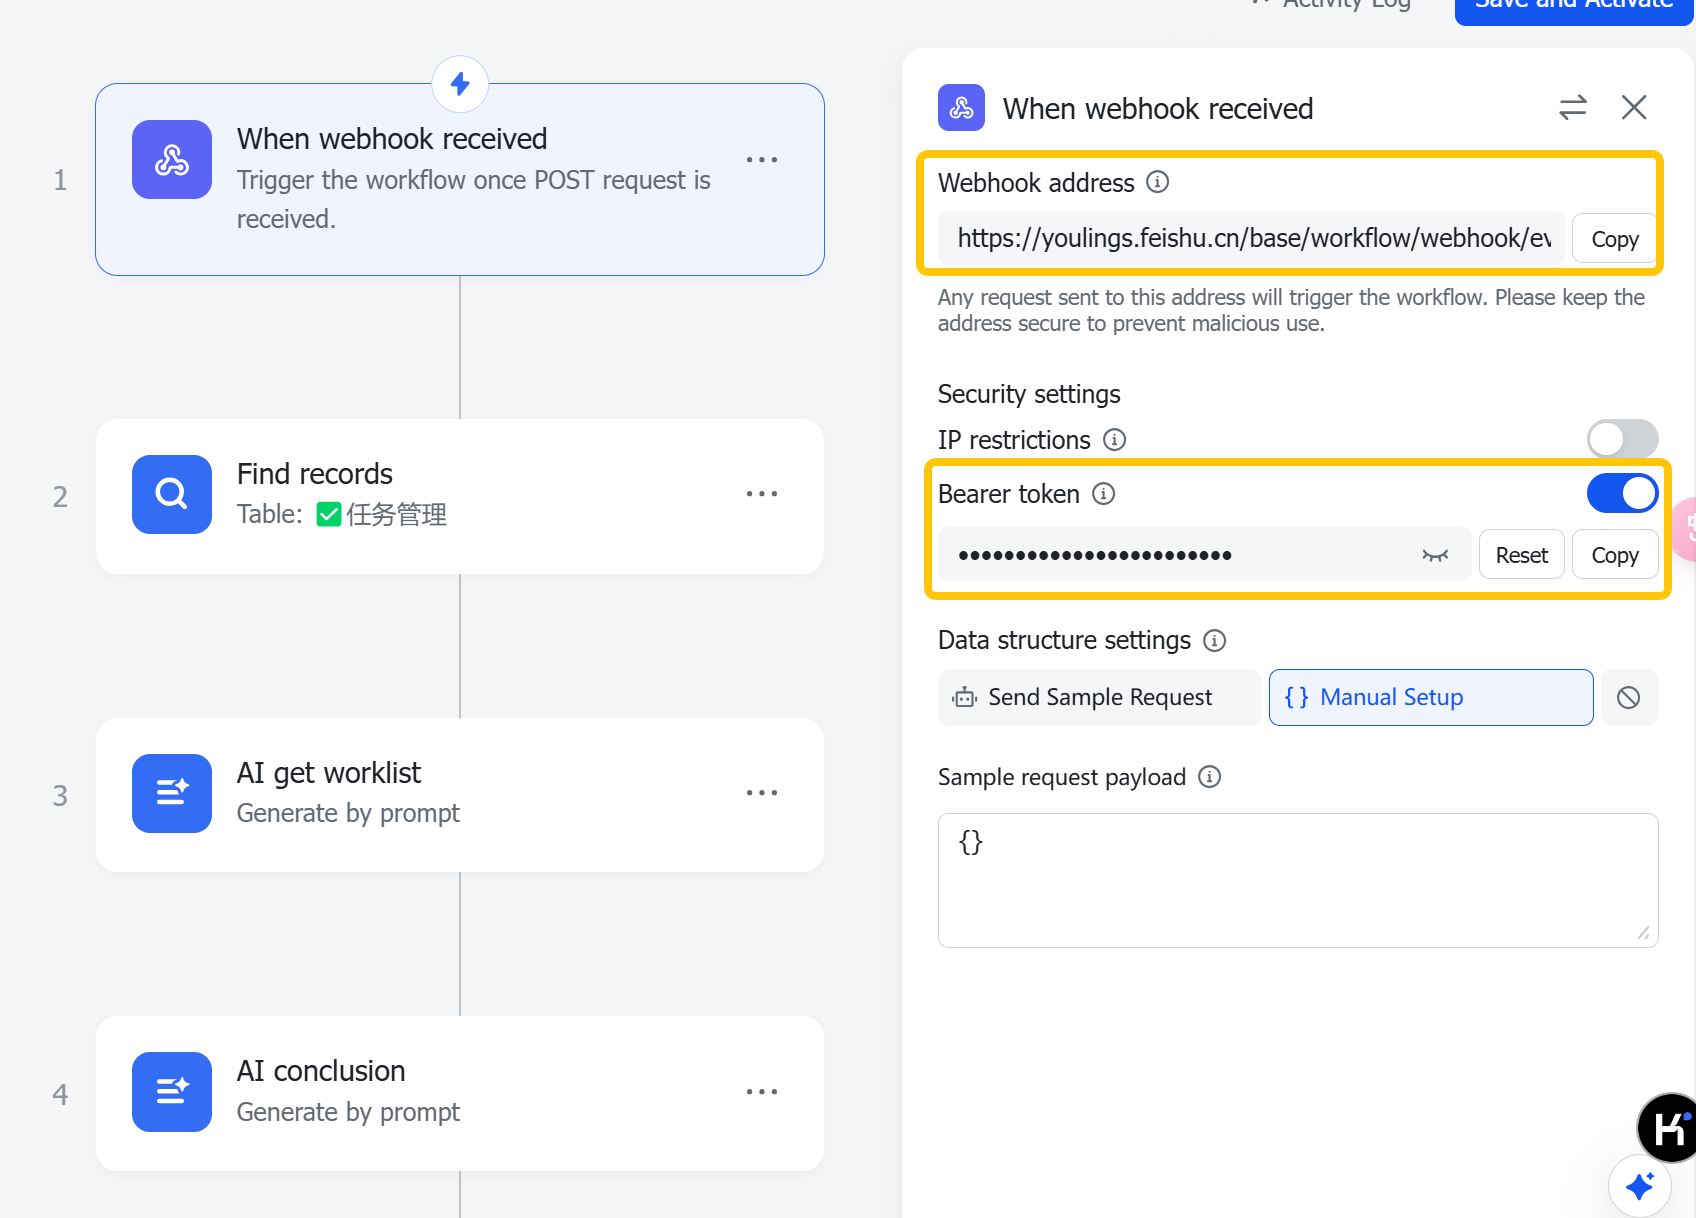 Activity Log
Save and Activate
1
When webhook received
Trigger the workflow once POST request is
received.
2
Find records
Table: ✅任务管理
3
AI get worklist
Generate by prompt
4
AI conclusion
Generate by prompt
When webhook received
Webhook address
https://youlings.feishu.cn/base/workflow/webhook/ev
Copy
Any request sent to this address will trigger the workflow. Please keep the
address secure to prevent malicious use.
Security settings
IP restrictions
Bearer token
••••••••••••••••••••••••
Reset
Copy
Data structure settings
Send Sample Request
{ } Manual Setup
Sample request payload
{}